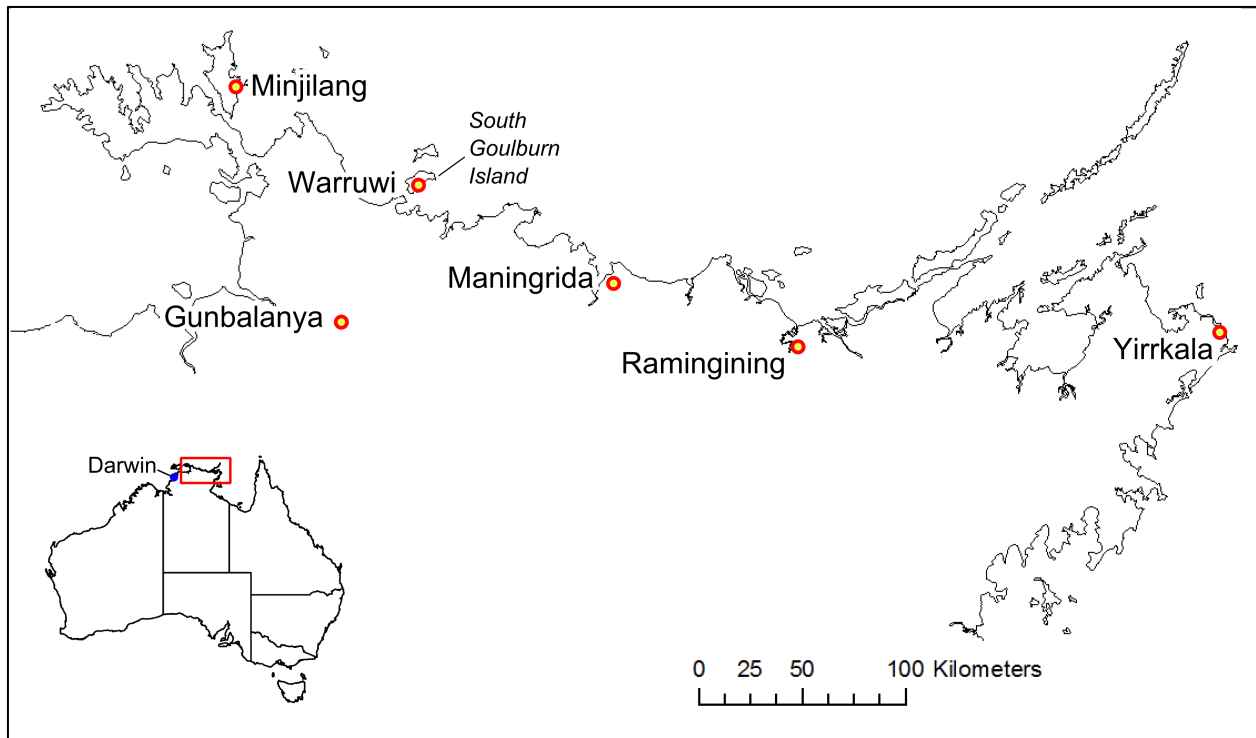 Minjilang
South
Goulburn
Island
Warruwi
Maningrida
Gunbalanya
Ramingining
Yirrkala
Darwin
0 25 50 100 Kilometers